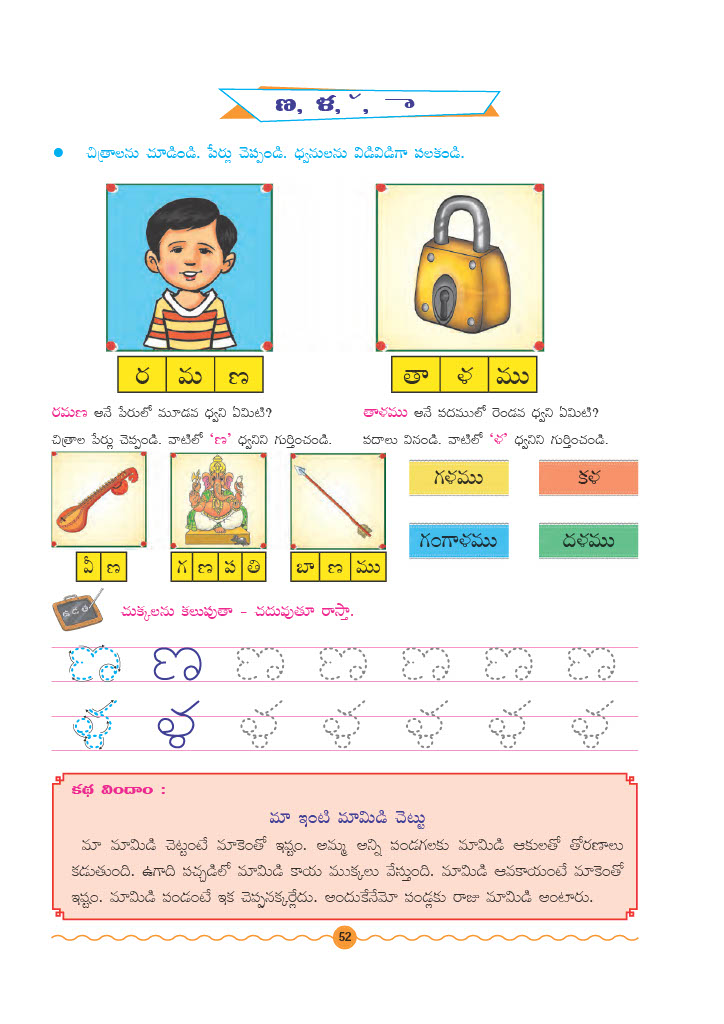 ణ, ళ, ఀ, ా
చిత్రాలను చూడండి. పేర్లు చెప్పండి. ధ్వనులను విడివిడిగా పలకండి.
ర మ ణ
తా ళ ము
రమణ అనే పేరులో మూడవ ధ్వని ఏమిటి?
చిత్రాల పేర్లు చెప్పండి. వాటిలో ‘ణ’ ధ్వనిని గుర్తించండి.
తాళము అనే పదములో రెండవ ధ్వని ఏమిటి?
పదాలు వినండి. వాటిలో ‘ళ’ ధ్వనిని గుర్తించండి.
వీ ణ
గ ణ ప తి
బా ణ ము
గళము
కళ
గంగాళము
దళము
చుక్కలను కలుపుతా – చదువుతూ రాస్తా.
ణ ణ ణ ణ ణ ణ ణ
ళ ళ ళ ళ ళ ళ ళ
కథ విందాం :
మా ఇంటి మామిడి చెట్టు
మా మామిడి చెట్టంటే మాకెంతో ఇష్టం. అమ్మ అన్ని పండగలకు మామిడి ఆకులతో తోరణాలు
కడుతుంది. ఉగాది పచ్చడిలో మామిడి కాయ ముక్కలు వేస్తుంది. మామిడి ఆవకాయంటే మాకెంతో
ఇష్టం. మామిడి పండంటే ఇక చెప్పనక్కర్లేదు. అందుకేనేమో పండ్లకు రాజు మామిడి అంటారు.
52